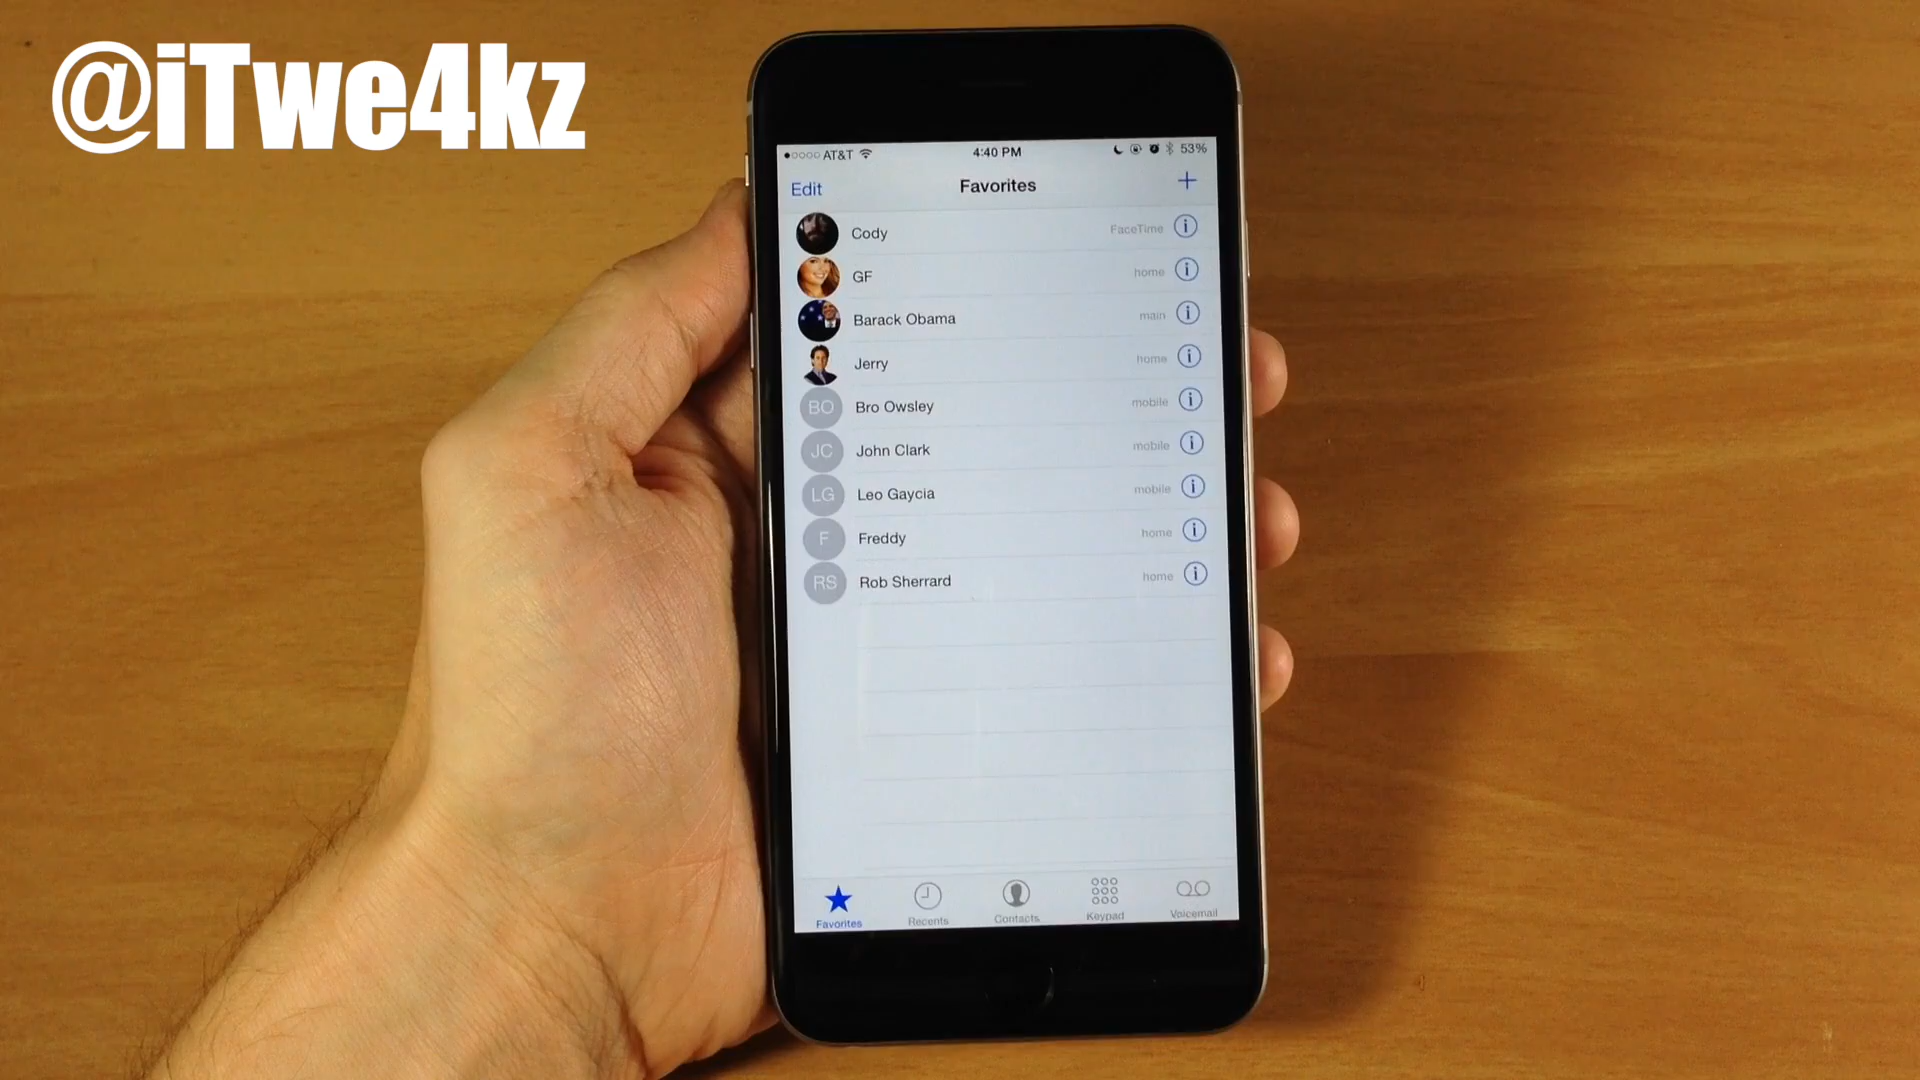 @iTwe4kz
AT&T 4:40 PM 53%
Edit Favorites +
Cody FaceTime i
GF home i
Barack Obama main i
Jerry home i
BO Bro Owsley mobile i
JC John Clark mobile i
LG Leo Gaycia mobile i
F Freddy home i
RS Rob Sherrard home i
Favorites Recents Contacts Keypad Voicemail